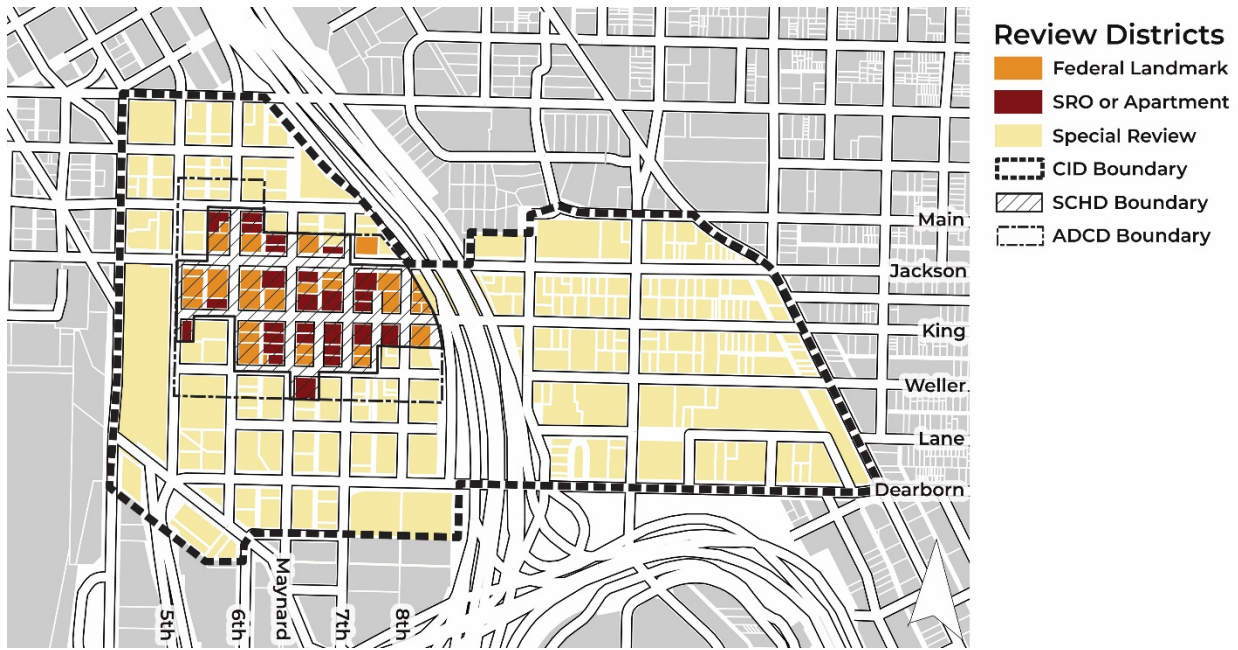 Review Districts
Federal Landmark
SRO or Apartment
Special Review
CID Boundary
SCHD Boundary
ADCD Boundary
Main
Jackson
King
Weller
Lane
Dearborn
5th
6th
Maynard
7th
8th